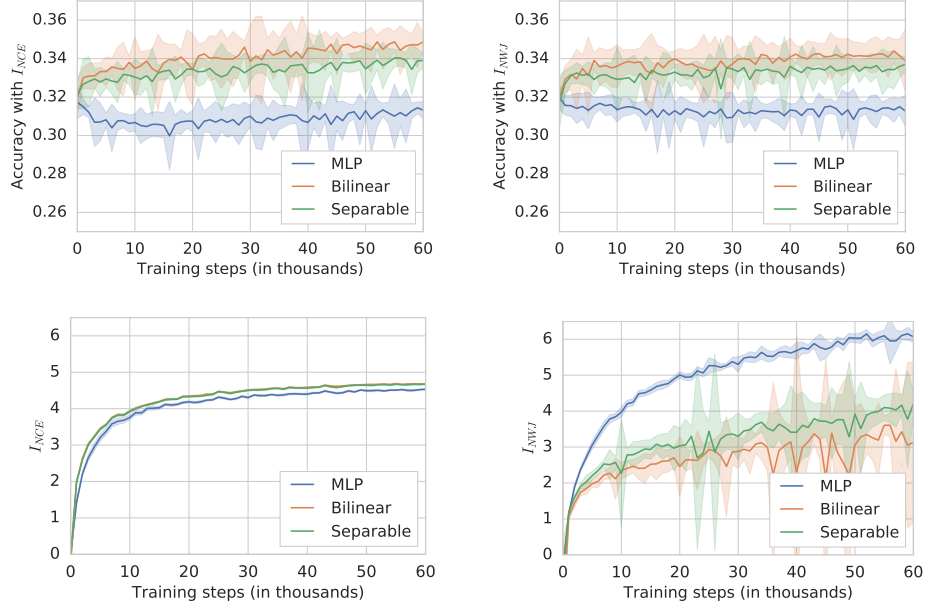 0.36
0.34
0.32
0.30
0.28
0.26
Accuracy with I_NCE
MLP
Bilinear
Separable
0 10 20 30 40 50 60
Training steps (in thousands)
0.36
0.34
0.32
0.30
0.28
0.26
Accuracy with I_NWJ
MLP
Bilinear
Separable
0 10 20 30 40 50 60
Training steps (in thousands)
6
5
4
3
2
1
0
I_NCE
MLP
Bilinear
Separable
0 10 20 30 40 50 60
Training steps (in thousands)
6
5
4
3
2
1
0
I_NWJ
MLP
Bilinear
Separable
0 10 20 30 40 50 60
Training steps (in thousands)